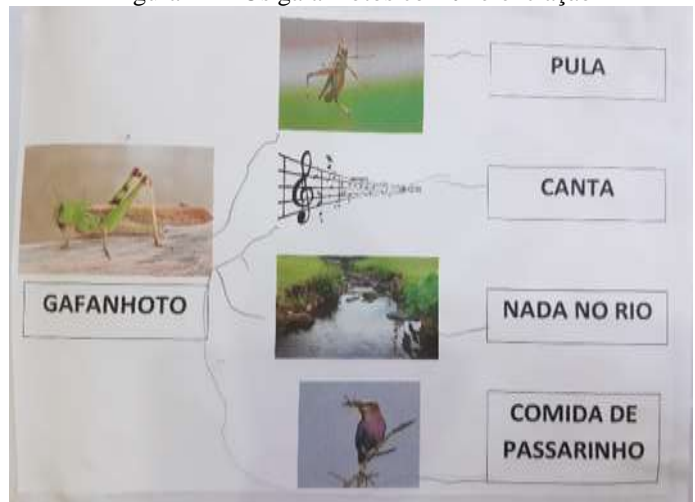 PULA
CANTA
GAFANHOTO
NADA NO RIO
COMIDA DE
PASSARINHO